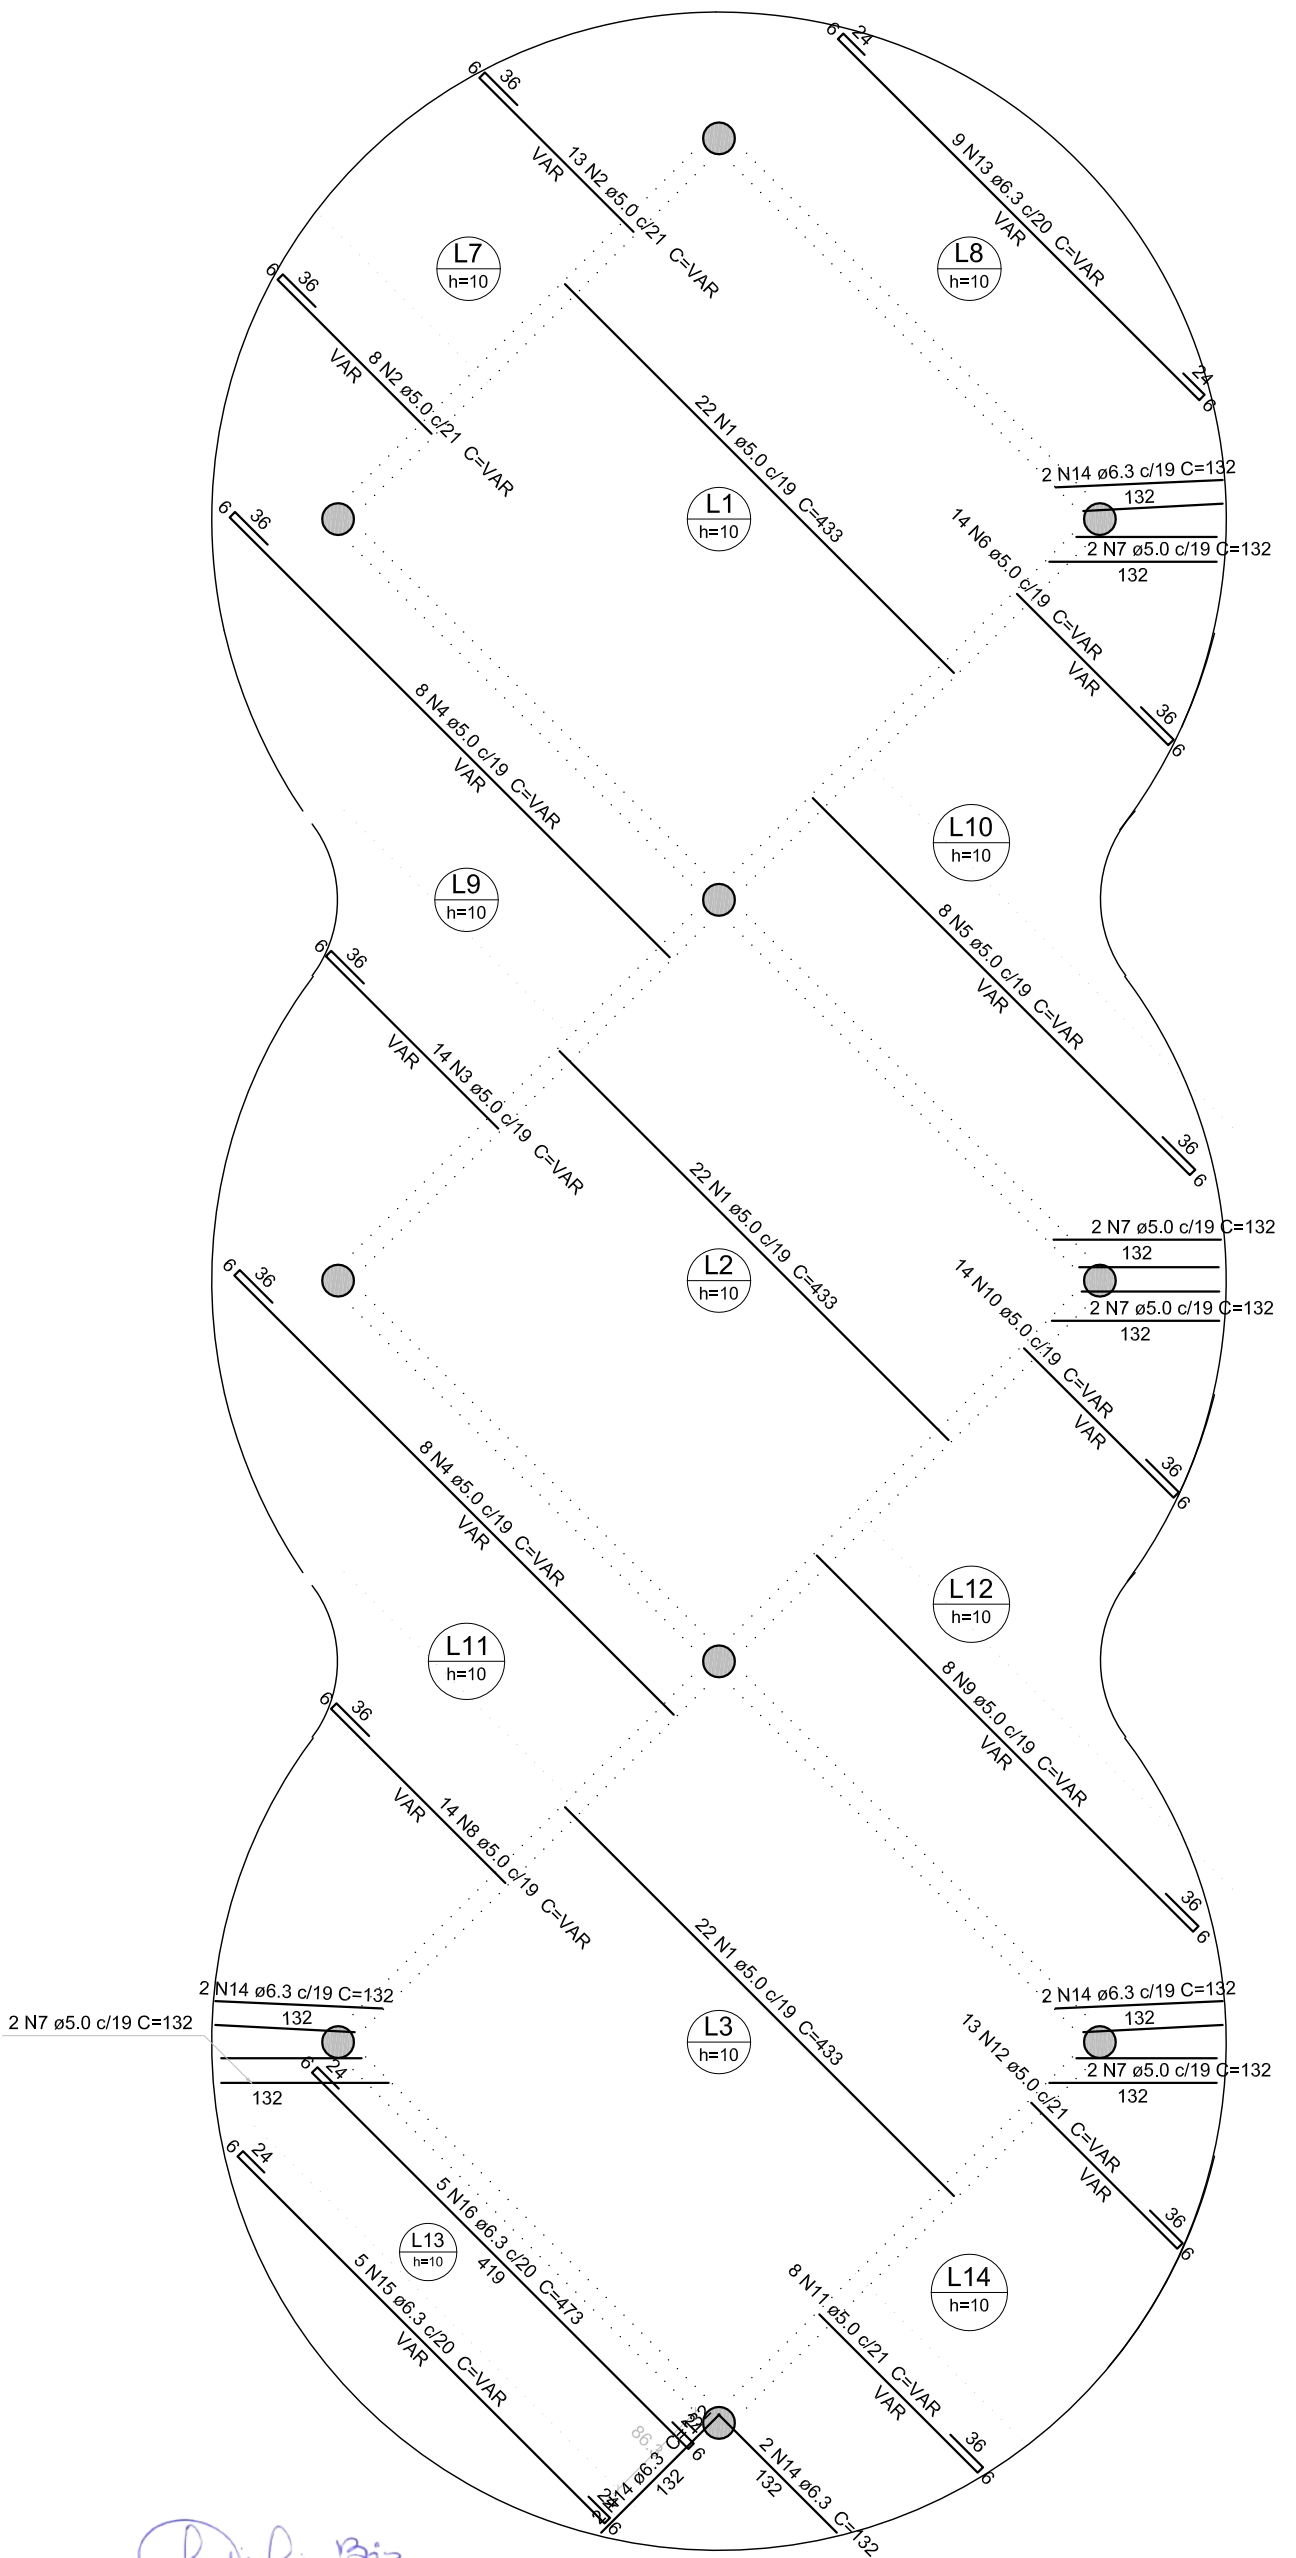 6
24
6
36
9 N13 ø6.3 c/20 C=VAR
VAR
13 N2 ø5.0 c/21 C=VAR
VAR
L7
h=10
L8
h=10
6
36
8 N2 ø5.0 c/21 C=VAR
VAR
24
6
22 N1 ø5.0 c/19 C=433
2 N14 ø6.3 c/19 C=132
132
L1
h=10
6
36
14 N6 ø5.0 c/19 C=VAR
VAR
2 N7 ø5.0 c/19 C=132
132
8 N4 ø5.0 c/19 C=VAR
VAR
36
6
L10
h=10
L9
h=10
8 N5 ø5.0 c/19 C=VAR
VAR
6
36
14 N3 ø5.0 c/19 C=VAR
VAR
36
6
22 N1 ø5.0 c/19 C=433
2 N7 ø5.0 c/19 C=132
132
L2
h=10
6
36
14 N10 ø5.0 c/19 C=VAR
VAR
2 N7 ø5.0 c/19 C=132
132
8 N4 ø5.0 c/19 C=VAR
VAR
36
6
L12
h=10
L11
h=10
8 N9 ø5.0 c/19 C=VAR
VAR
6
36
14 N8 ø5.0 c/19 C=VAR
VAR
36
6
22 N1 ø5.0 c/19 C=433
2 N14 ø6.3 c/19 C=132
132
2 N14 ø6.3 c/19 C=132
132
2 N7 ø5.0 c/19 C=132
132
L3
h=10
13 N12 ø5.0 c/21 C=VAR
VAR
2 N7 ø5.0 c/19 C=132
132
6
24
6
24
5 N16 ø6.3 c/20 C=473
419
36
6
L13
h=10
L14
h=10
5 N15 ø6.3 c/20 C=VAR
VAR
8 N11 ø5.0 c/21 C=VAR
VAR
24
6
36
6
132
2 N14 ø6.3 C=132
132
24
6